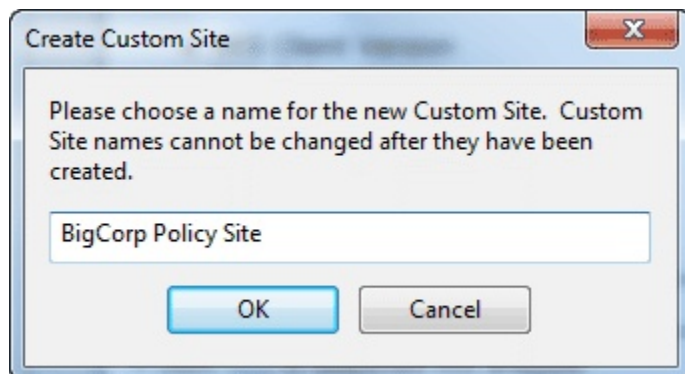 Create Custom Site
Please choose a name for the new Custom Site.  Custom
Site names cannot be changed after they have been
created.
BigCorp Policy Site
OK
Cancel